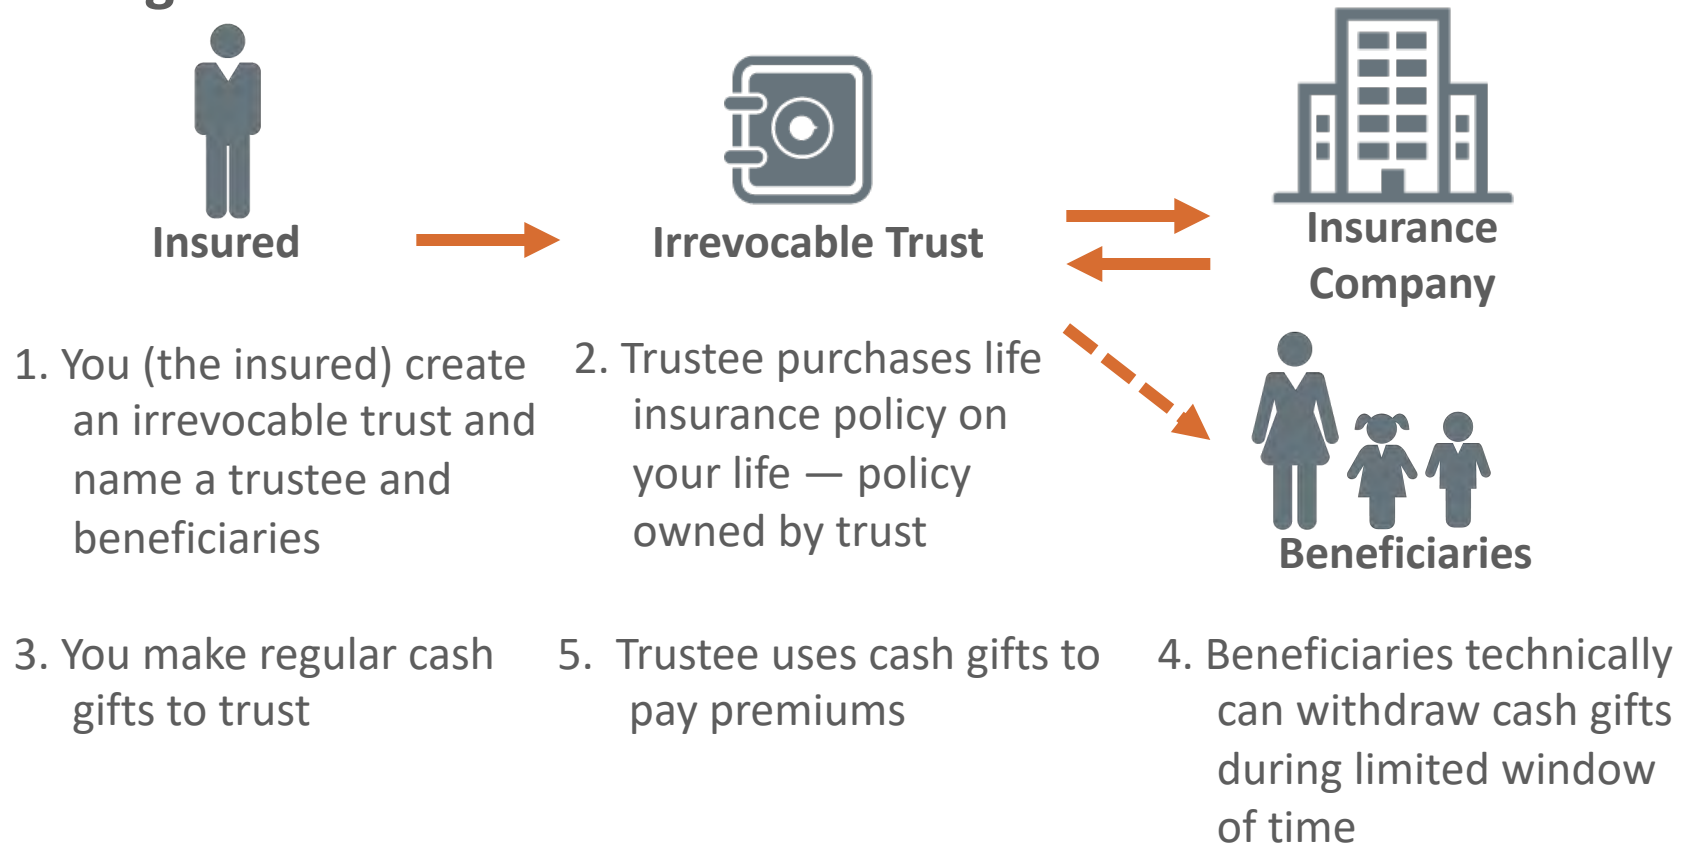 Insured
Irrevocable Trust
Insurance
Company
1. You (the insured) create
an irrevocable trust and
name a trustee and
beneficiaries
2. Trustee purchases life
insurance policy on
your life — policy
owned by trust
Beneficiaries
3. You make regular cash
gifts to trust
5. Trustee uses cash gifts to
pay premiums
4. Beneficiaries technically
can withdraw cash gifts
during limited window
of time